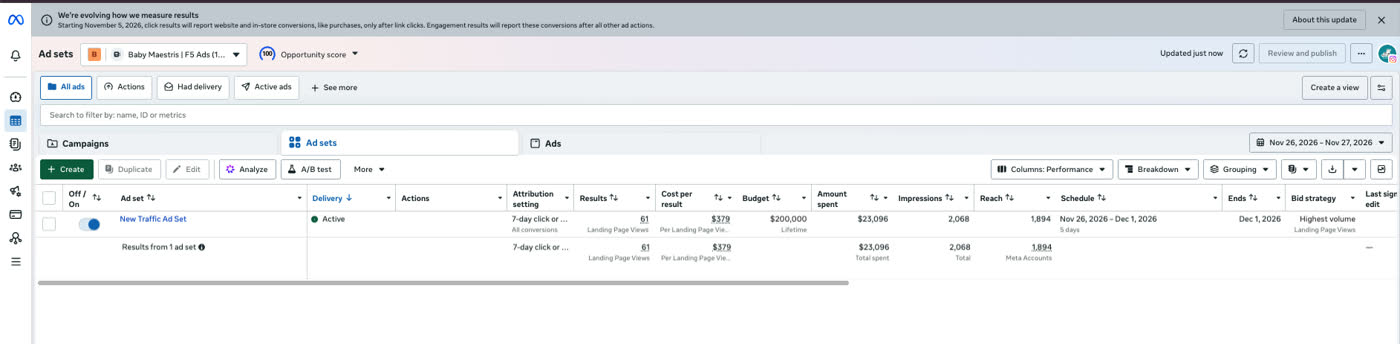 We're evolving how we measure results
Starting November 5, 2026, click results will report website and in-store conversions, like purchases, only after link clicks. Engagement results will report these conversions after all other ad actions.
About this update
Ad sets
B
Baby Maestris | F5 Ads (1...
100
Opportunity score
Updated just now
Review and publish
All ads
Actions
Had delivery
Active ads
See more
Create a view
Search to filter by: name, ID or metrics
Campaigns
Ad sets
Ads
Nov 26, 2026 – Nov 27, 2026
Create
Duplicate
Edit
Analyze
A/B test
More
Columns: Performance
Breakdown
Grouping
Off / On
Ad set
Delivery
Actions
Attribution setting
Results
Cost per result
Budget
Amount spent
Impressions
Reach
Schedule
Ends
Bid strategy
Last sign
edit
New Traffic Ad Set
Active
7-day click or ...
All conversions
61
Landing Page Views
$379
Per Landing Page Vie...
$200,000
Lifetime
$23,096
2,068
1,894
Nov 26, 2026 – Dec 1, 2026
5 days
Dec 1, 2026
Highest volume
Landing Page Views
Results from 1 ad set
7-day click or ...
61
Landing Page Views
$379
Per Landing Page Vie...
$23,096
Total spent
2,068
Total
1,894
Meta Accounts
—